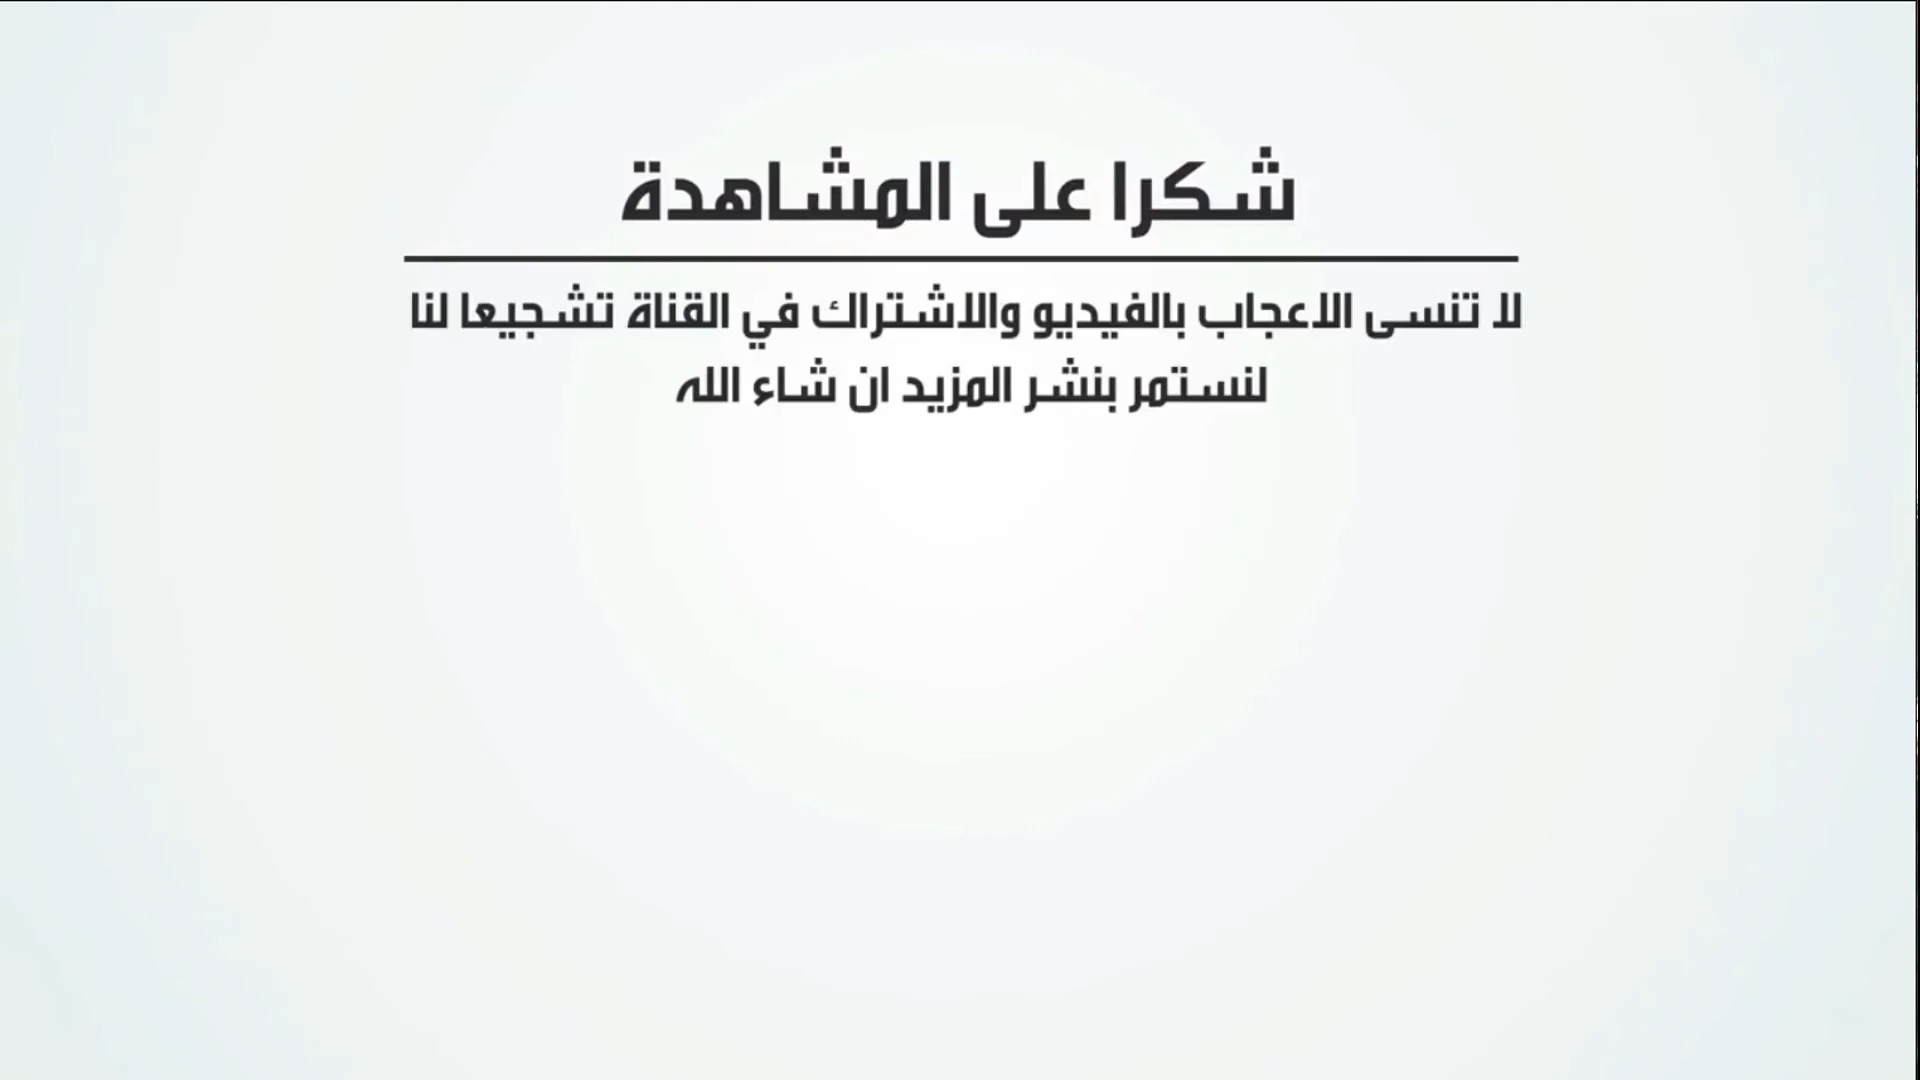 شكرا على المشاهدة
لا تنسى الاعجاب بالفيديو والاشتراك في القناة تشجيعا لنا
لنستمر بنشر المزيد ان شاء الله